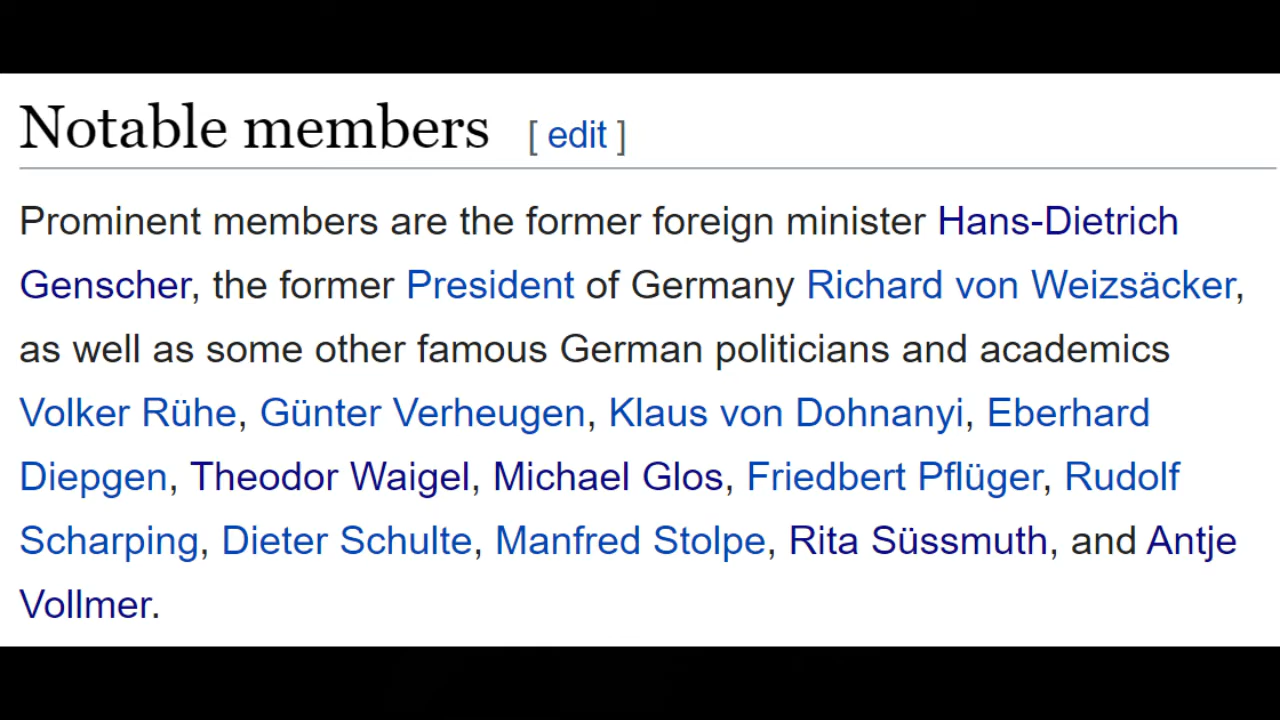 Notable members [ edit ]
Prominent members are the former foreign minister Hans-Dietrich
Genscher, the former President of Germany Richard von Weizsäcker,
as well as some other famous German politicians and academics
Volker Rühe, Günter Verheugen, Klaus von Dohnanyi, Eberhard
Diepgen, Theodor Waigel, Michael Glos, Friedbert Pflüger, Rudolf
Scharping, Dieter Schulte, Manfred Stolpe, Rita Süssmuth, and Antje
Vollmer.